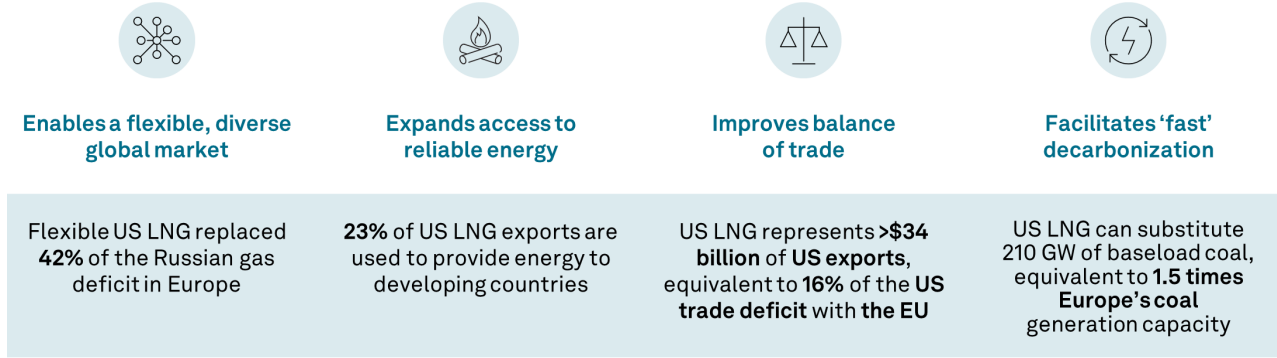 Enables a flexible, diverse
global market
Flexible US LNG replaced
42% of the Russian gas
deficit in Europe
Expands access to
reliable energy
23% of US LNG exports are
used to provide energy to
developing countries
Improves balance
of trade
US LNG represents >$34
billion of US exports,
equivalent to 16% of the US
trade deficit with the EU
Facilitates ‘fast’
decarbonization
US LNG can substitute
210 GW of baseload coal,
equivalent to 1.5 times
Europe’s coal
generation capacity